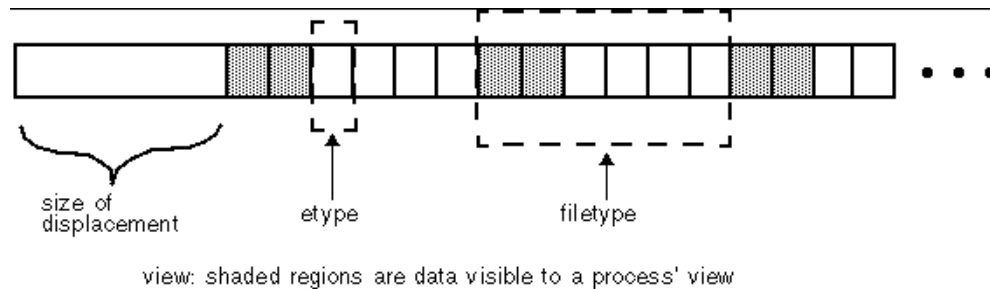 size of
displacement
etype
filetype
view: shaded regions are data visible to a process' view